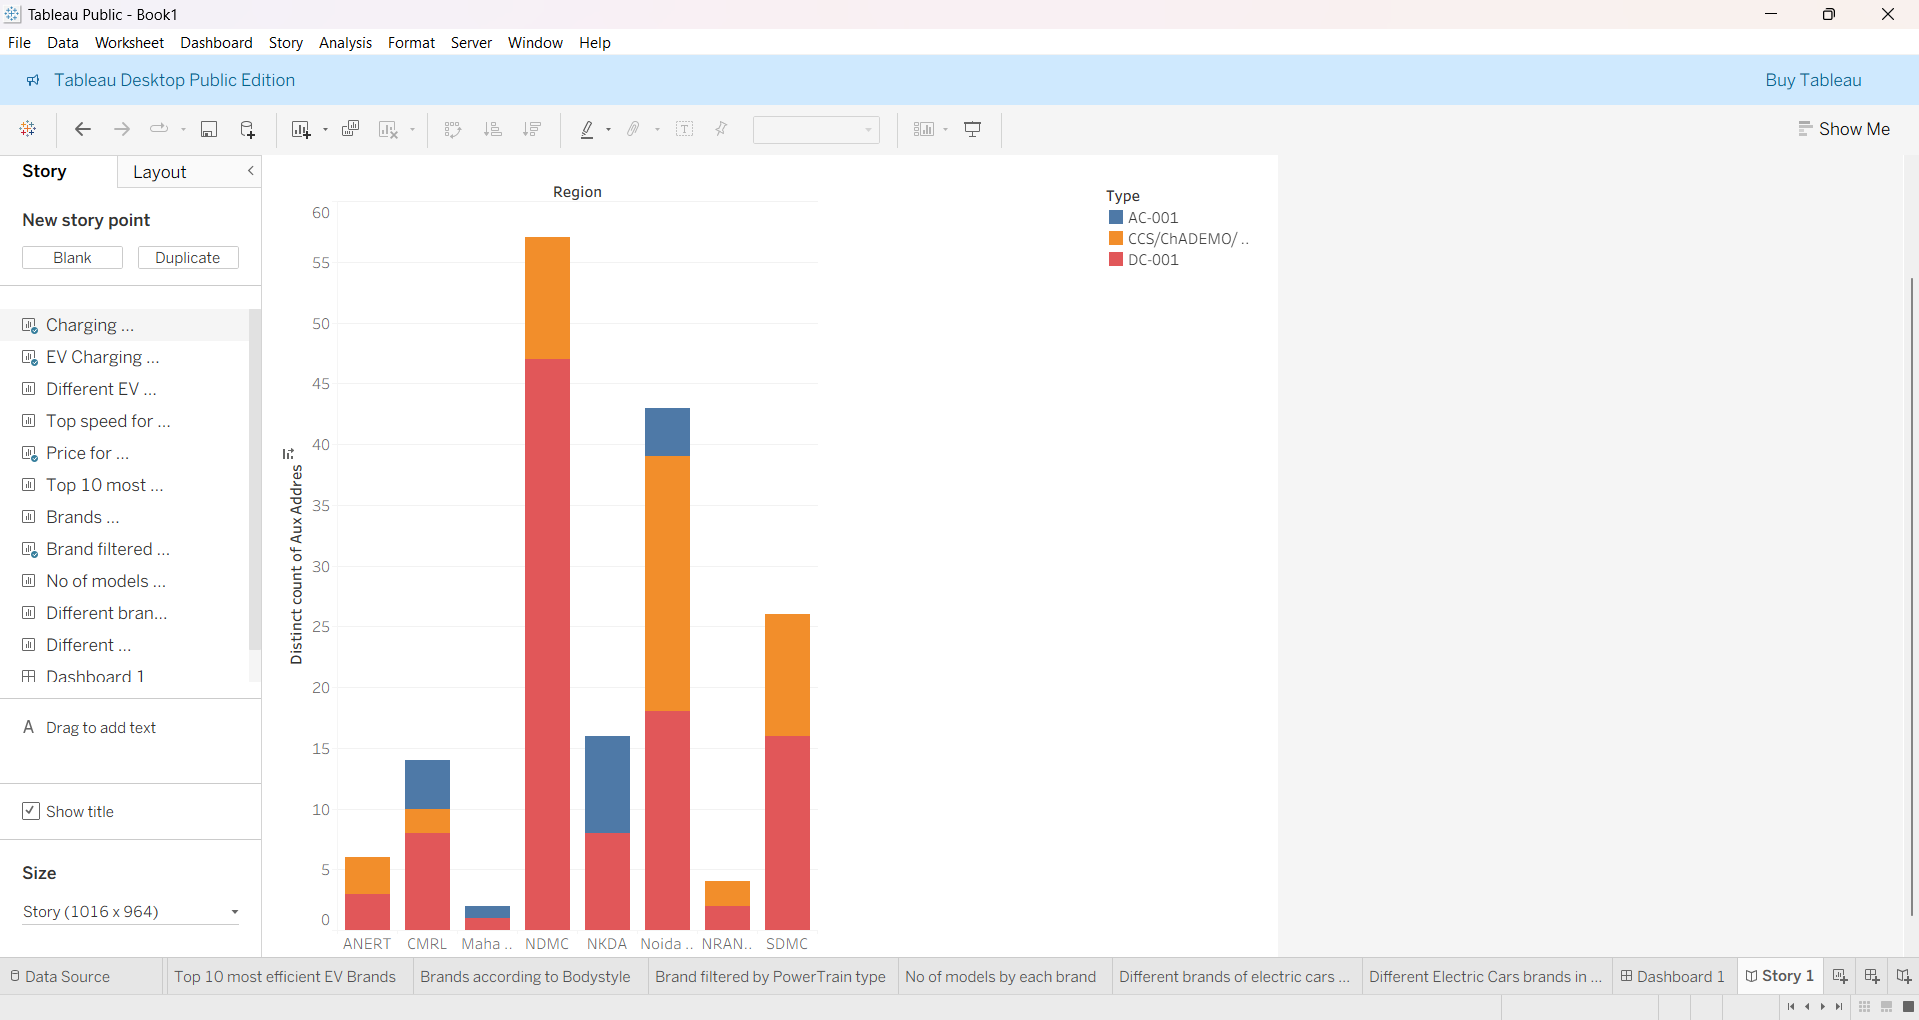 Tableau Public - Book1
File Data Worksheet Dashboard Story Analysis Format Server Window Help
Tableau Desktop Public Edition
Buy Tableau
Show Me
Story
Layout
New story point
Blank
Duplicate
Charging ...
EV Charging ...
Different EV ...
Top speed for ...
Price for ...
Top 10 most ...
Brands ...
Brand filtered ...
No of models ...
Different bran...
Different ...
Dashboard 1
A Drag to add text
Show title
Size
Story (1016 x 964)
Region
60
55
50
45
40
35
30
25
20
15
10
5
0
Distinct count of Aux Addres
ANERT CMRL Maha .. NDMC NKDA Noida .. NRAN.. SDMC
Type
AC-001
CCS/ChADEMO/ ..
DC-001
Data Source
Top 10 most efficient EV Brands
Brands according to Bodystyle
Brand filtered by PowerTrain type
No of models by each brand
Different brands of electric cars ...
Different Electric Cars brands in ...
Dashboard 1
Story 1